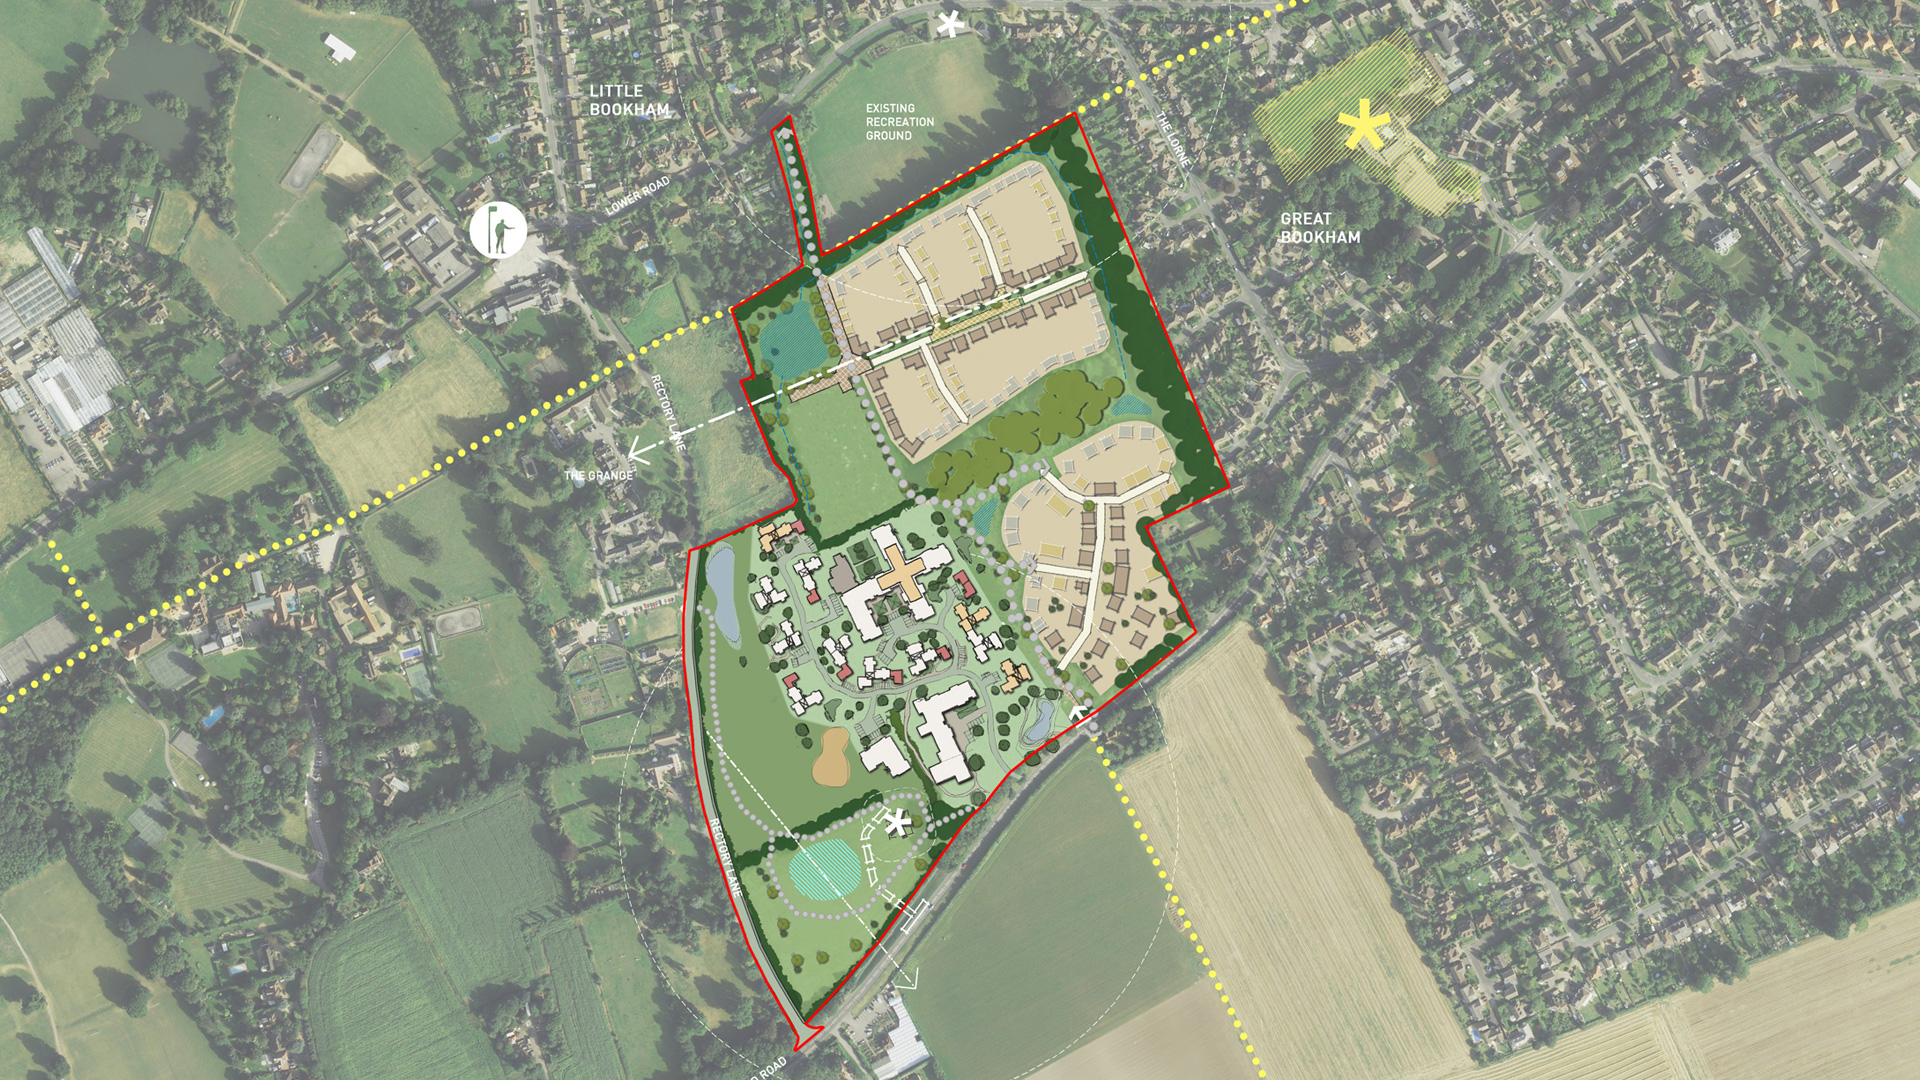 LITTLE
BOOKHAM
EXISTING
RECREATION
GROUND
THE LORNE
LOWER ROAD
GREAT
BOOKHAM
RECTORY LANE
THE GRANGE
RECTORY LANE
ROAD